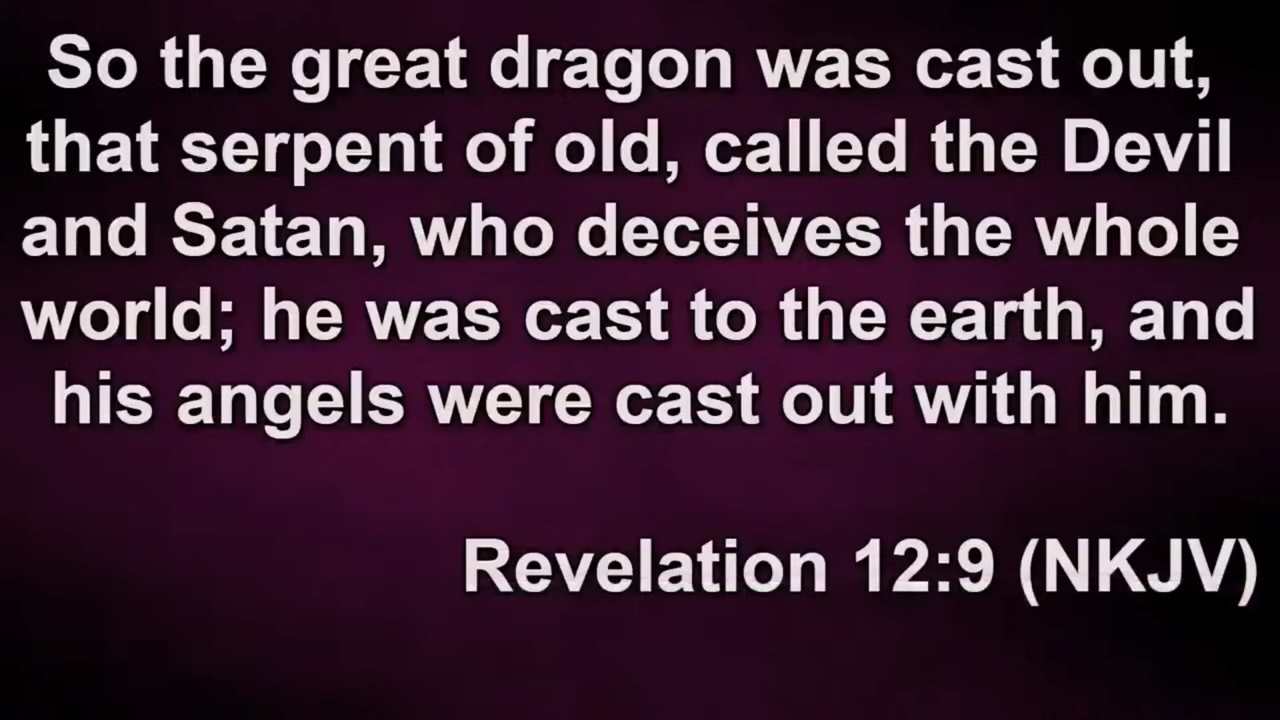 So the great dragon was cast out,
that serpent of old, called the Devil
and Satan, who deceives the whole
world; he was cast to the earth, and
his angels were cast out with him.
Revelation 12:9 (NKJV)